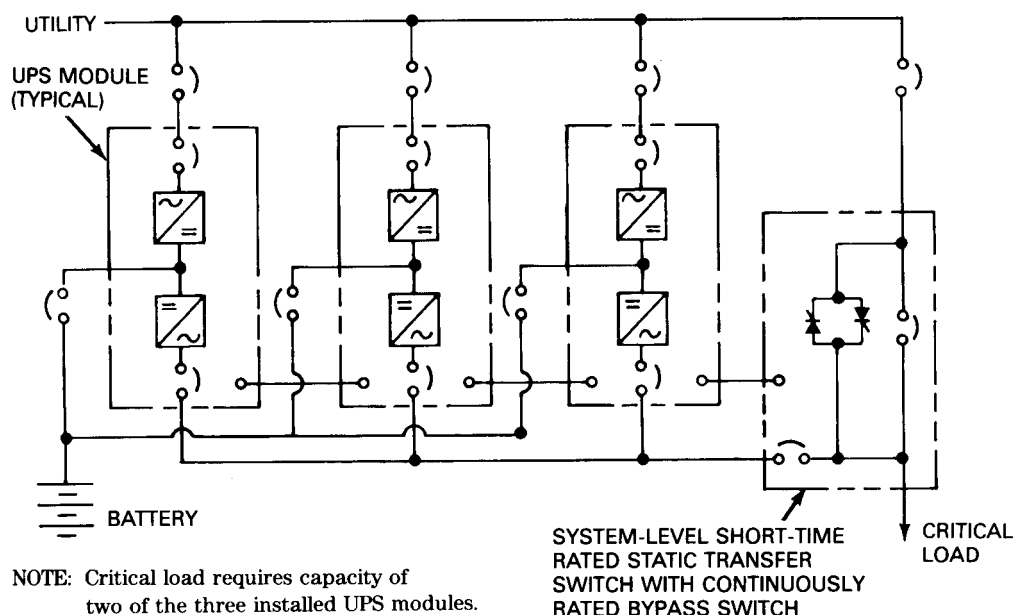 UTILITY
UPS MODULE
(TYPICAL)
BATTERY
CRITICAL
LOAD
SYSTEM-LEVEL SHORT-TIME
RATED STATIC TRANSFER
SWITCH WITH CONTINUOUSLY
RATED BYPASS SWITCH
NOTE: Critical load requires capacity of
two of the three installed UPS modules.